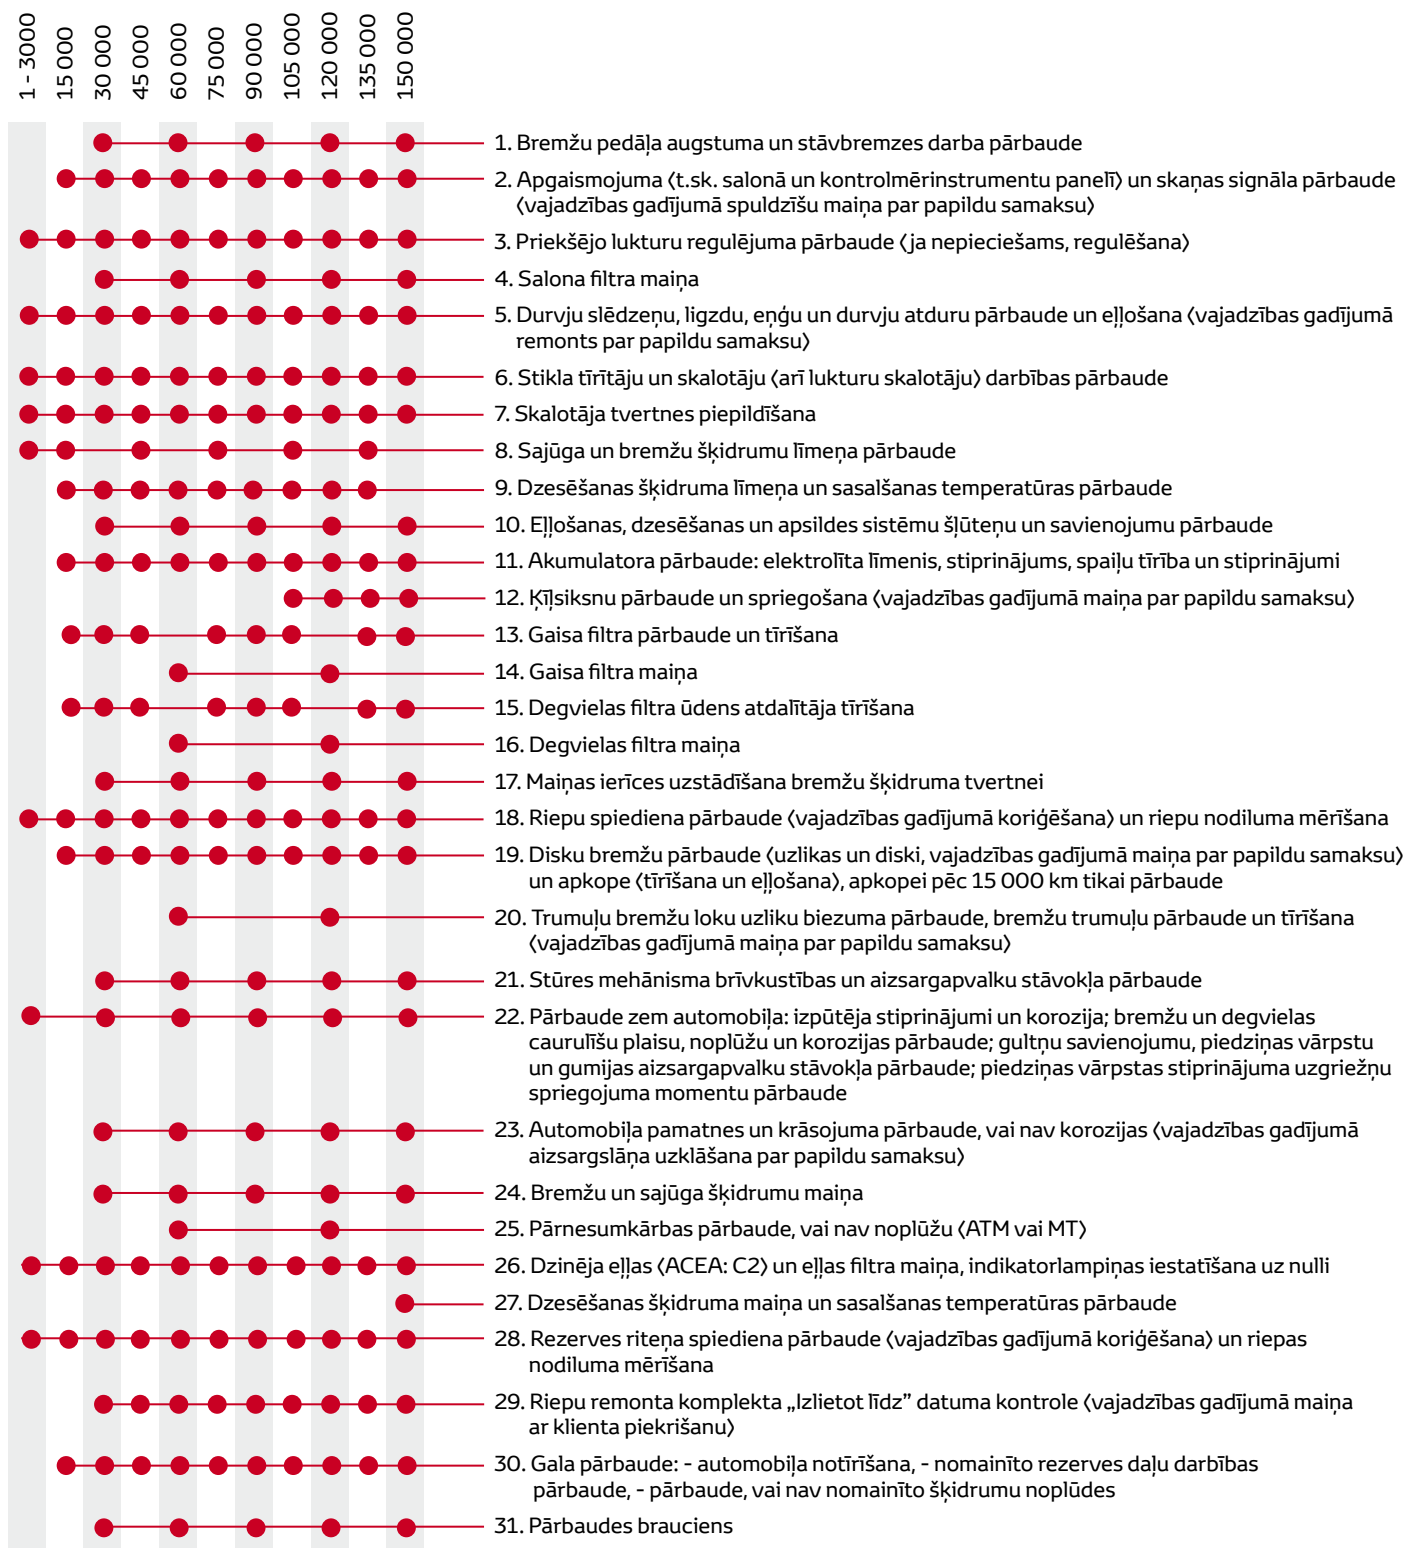 1 - 3000
15 000
30 000
45 000
60 000
75 000
90 000
105 000
120 000
135 000
150 000
1. Bremžu pedāļa augstuma un stāvbremzes darba pārbaude
2. Apgaismojuma ⟨t.sk. salonā un kontrolmērinstrumentu panelī⟩ un skaņas signāla pārbaude
⟨vajadzības gadījumā spuldzīšu maiņa par papildu samaksu⟩
3. Priekšējo lukturu regulējuma pārbaude ⟨ja nepieciešams, regulēšana⟩
4. Salona filtra maiņa
5. Durvju slēdzeņu, ligzdu, eņģu un durvju atduru pārbaude un eļļošana ⟨vajadzības gadījumā
remonts par papildu samaksu⟩
6. Stikla tīrītāju un skalotāju ⟨arī lukturu skalotāju⟩ darbības pārbaude
7. Skalotāja tvertnes piepildīšana
8. Sajūga un bremžu šķidrumu līmeņa pārbaude
9. Dzesēšanas šķidruma līmeņa un sasalšanas temperatūras pārbaude
10. Eļļošanas, dzesēšanas un apsildes sistēmu šļūteņu un savienojumu pārbaude
11. Akumulatora pārbaude: elektrolīta līmenis, stiprinājums, spaiļu tīrība un stiprinājumi
12. Ķīļsiksnu pārbaude un spriegošana ⟨vajadzības gadījumā maiņa par papildu samaksu⟩
13. Gaisa filtra pārbaude un tīrīšana
14. Gaisa filtra maiņa
15. Degvielas filtra ūdens atdalītāja tīrīšana
16. Degvielas filtra maiņa
17. Maiņas ierīces uzstādīšana bremžu šķidruma tvertnei
18. Riepu spiediena pārbaude ⟨vajadzības gadījumā koriģēšana⟩ un riepu nodiluma mērīšana
19. Disku bremžu pārbaude ⟨uzlikas un diski, vajadzības gadījumā maiņa par papildu samaksu⟩
un apkope ⟨tīrīšana un eļļošana⟩, apkopei pēc 15 000 km tikai pārbaude
20. Trumuļu bremžu loku uzliku biezuma pārbaude, bremžu trumuļu pārbaude un tīrīšana
⟨vajadzības gadījumā maiņa par papildu samaksu⟩
21. Stūres mehānisma brīvkustības un aizsargapvalku stāvokļa pārbaude
22. Pārbaude zem automobiļa: izpūtēja stiprinājumi un korozija; bremžu un degvielas
caurulīšu plaisu, noplūžu un korozijas pārbaude; gultņu savienojumu, piedziņas vārpstu
un gumijas aizsargapvalku stāvokļa pārbaude; piedziņas vārpstas stiprinājuma uzgriežņu
spriegojuma momentu pārbaude
23. Automobiļa pamatnes un krāsojuma pārbaude, vai nav korozijas ⟨vajadzības gadījumā
aizsargslāņa uzklāšana par papildu samaksu⟩
24. Bremžu un sajūga šķidrumu maiņa
25. Pārnesumkārbas pārbaude, vai nav noplūžu ⟨ATM vai MT⟩
26. Dzinēja eļļas ⟨ACEA: C2⟩ un eļļas filtra maiņa, indikatorlampiņas iestatīšana uz nulli
27. Dzesēšanas šķidruma maiņa un sasalšanas temperatūras pārbaude
28. Rezerves riteņa spiediena pārbaude ⟨vajadzības gadījumā koriģēšana⟩ un riepas
nodiluma mērīšana
29. Riepu remonta komplekta „Izlietot līdz” datuma kontrole ⟨vajadzības gadījumā maiņa
ar klienta piekrišanu⟩
30. Gala pārbaude: - automobiļa notīrīšana, - nomainīto rezerves daļu darbības
pārbaude, - pārbaude, vai nav nomainīto šķidrumu noplūdes
31. Pārbaudes brauciens